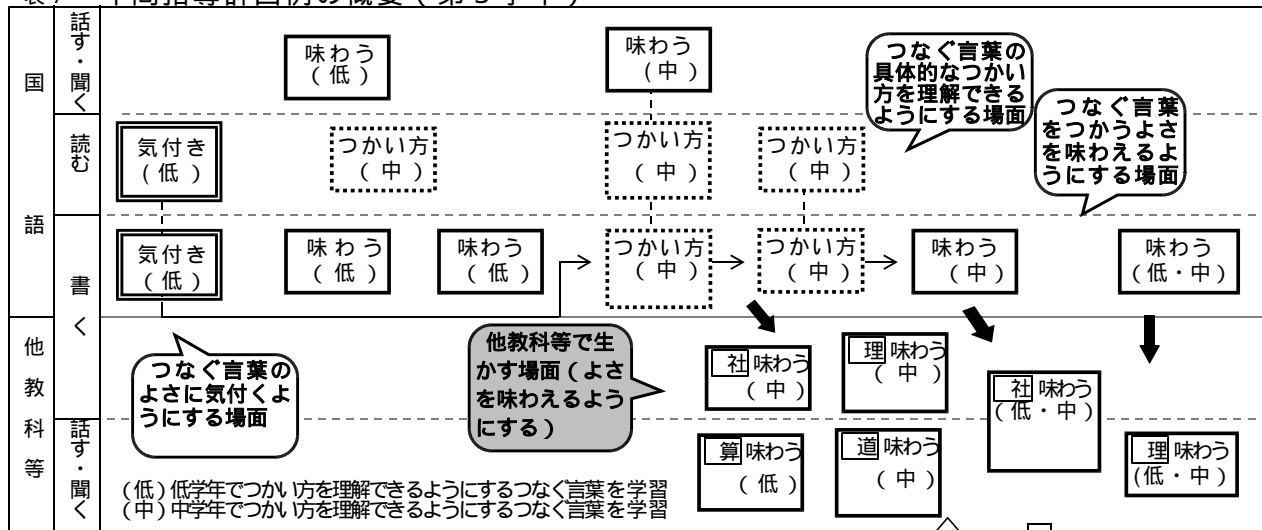 国
語
他
教
科
等
話す・聞く
読む
書く
話す・聞く
味わう
(低)
味わう
(中)
つなぐ言葉の
具体的なつかい
方を理解できる
ようにする場面
つなぐ言葉
をつかうよさ
を味わえるよ
うにする場面
気付き
(低)
つかい方
(中)
つかい方
(中)
つかい方
(中)
気付き
(低)
味わう
(低)
味わう
(低)
つかい方
(中)
つかい方
(中)
味わう
(中)
味わう
(低・中)
つなぐ言葉の
よさに気付くよ
うにする場面
他教科等で生
かす場面(よさ
を味わえるよう
にする)
社 味わう
(中)
理 味わう
(中)
社 味わう
(低・中)
算 味わう
(低)
道 味わう
(中)
理 味わう
(低・中)
(低)低学年でつかい方を理解できるようにするつなぐ言葉を学習
(中)中学年でつかい方を理解できるようにするつなぐ言葉を学習